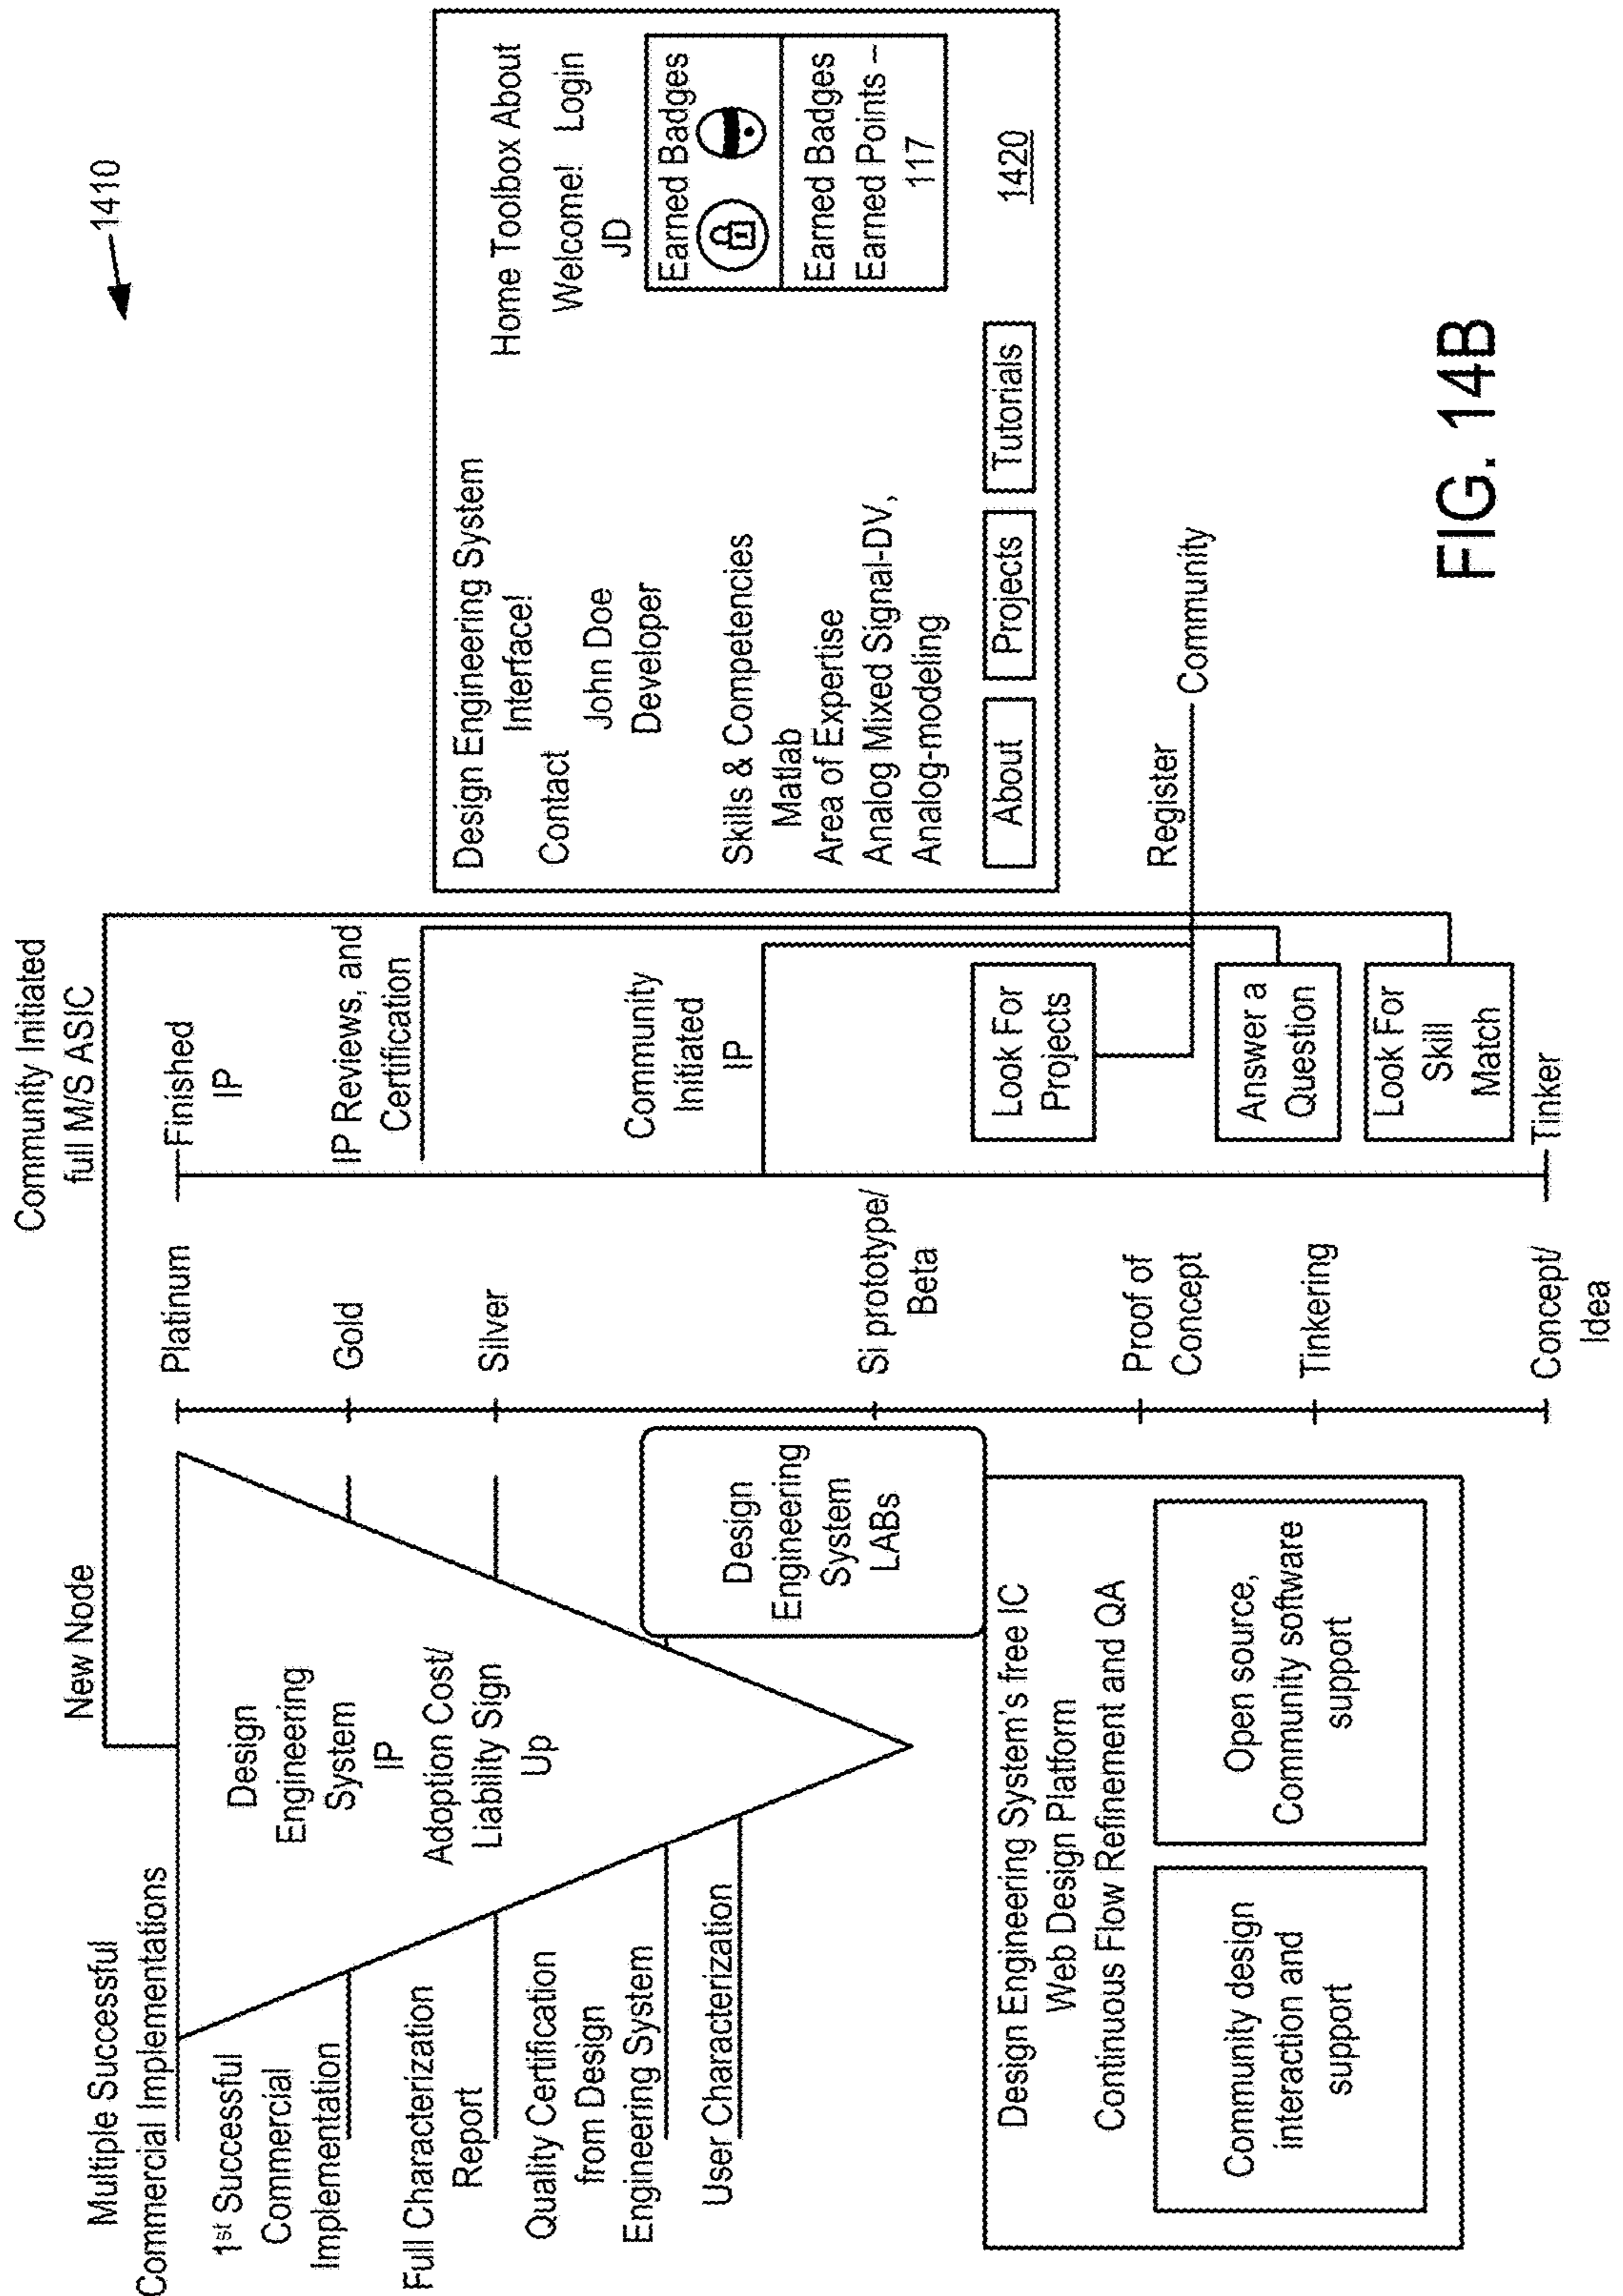 1410
New Node
Community Initiated
full M/S ASIC
Multiple Successful
Commercial Implementations
1st Successful
Commercial
Implementation
Full Characterization
Report
Quality Certification
from Design
Engineering System
User Characterization
Design
Engineering
System
IP
Adoption Cost/
Liability Sign
Up
Design
Engineering
System
LABs
Design Engineering System's free IC
Web Design Platform
Continuous Flow Refinement and QA
Community design
interaction and
support
Open source,
Community software
support
Platinum
Gold
Silver
Si prototype/
Beta
Proof of
Concept
Tinkering
Concept/
Idea
Finished
IP
IP Reviews, and
Certification
Community
Initiated
IP
Look For
Projects
Answer a
Question
Look For
Skill
Match
Tinker
Register
Community
Design Engineering System
Interface!
Contact
John Doe
Developer
Skills & Competencies
Matlab
Area of Expertise
Analog Mixed Signal-DV,
Analog-modeling
About
Projects
Tutorials
Home Toolbox About
Welcome! Login
JD
Earned Badges
Earned Badges
Earned Points –
117
1420
FIG. 14B